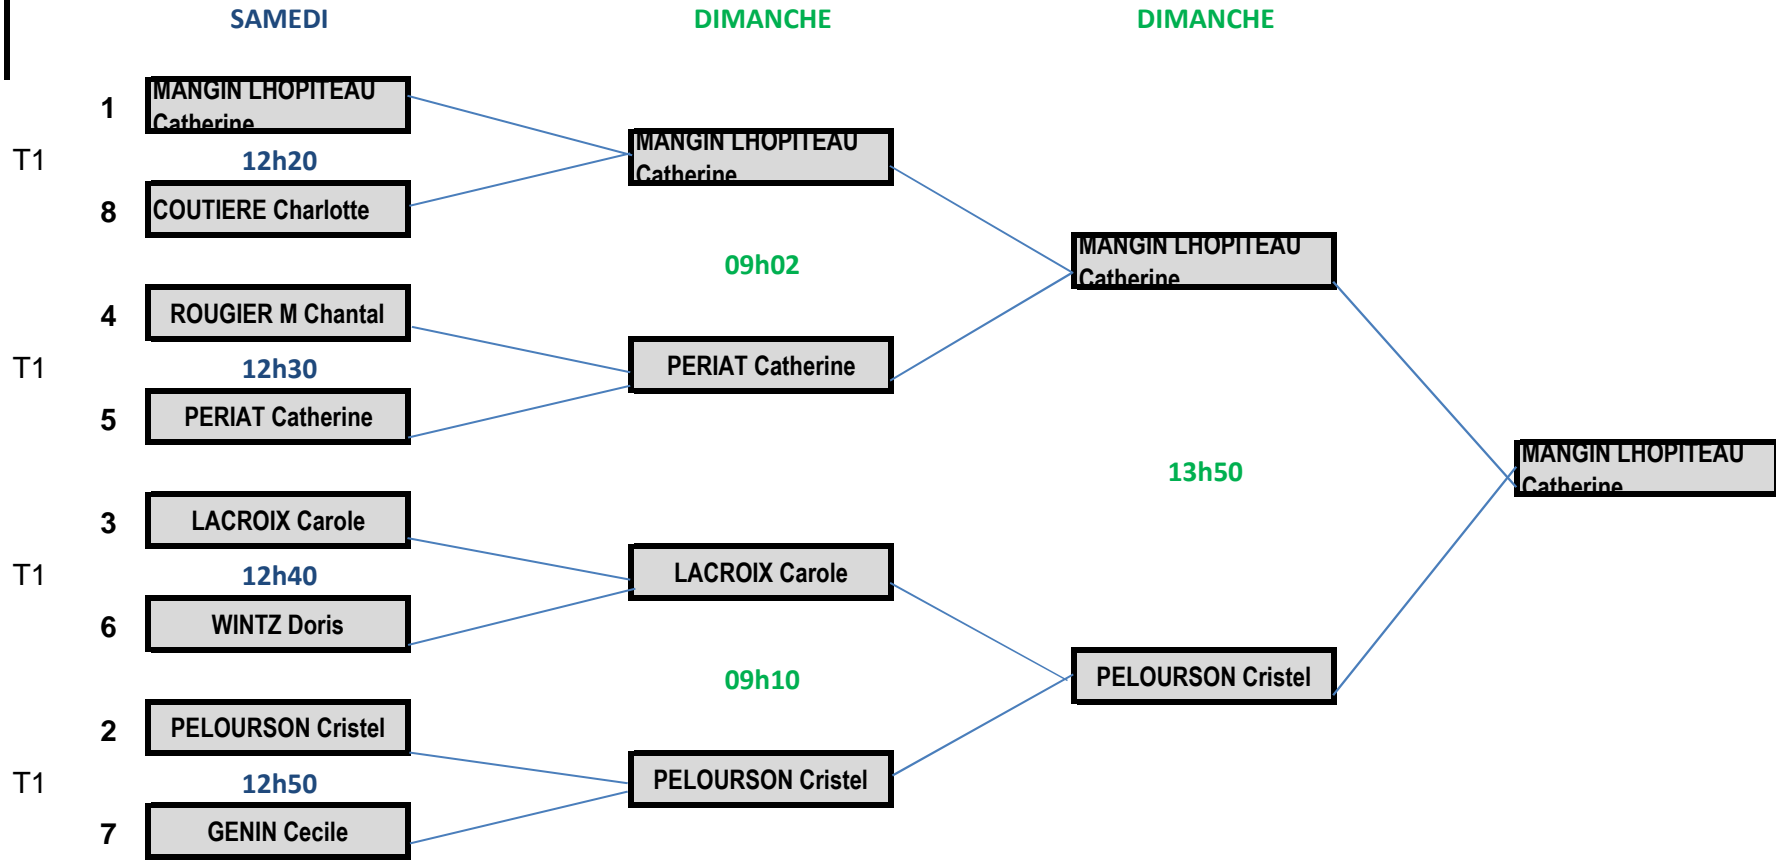 SAMEDI DIMANCHE DIMANCHE
1 MANGIN LHOPITEAU
Catherine
T1 12h20
8 COUTIERE Charlotte
MANGIN LHOPITEAU
Catherine
09h02
4 ROUGIER M Chantal
T1 12h30
5 PERIAT Catherine
PERIAT Catherine
MANGIN LHOPITEAU
Catherine
13h50
MANGIN LHOPITEAU
Catherine
3 LACROIX Carole
T1 12h40
6 WINTZ Doris
LACROIX Carole
09h10
PELOURSON Cristel
2 PELOURSON Cristel
T1 12h50
7 GENIN Cecile
PELOURSON Cristel